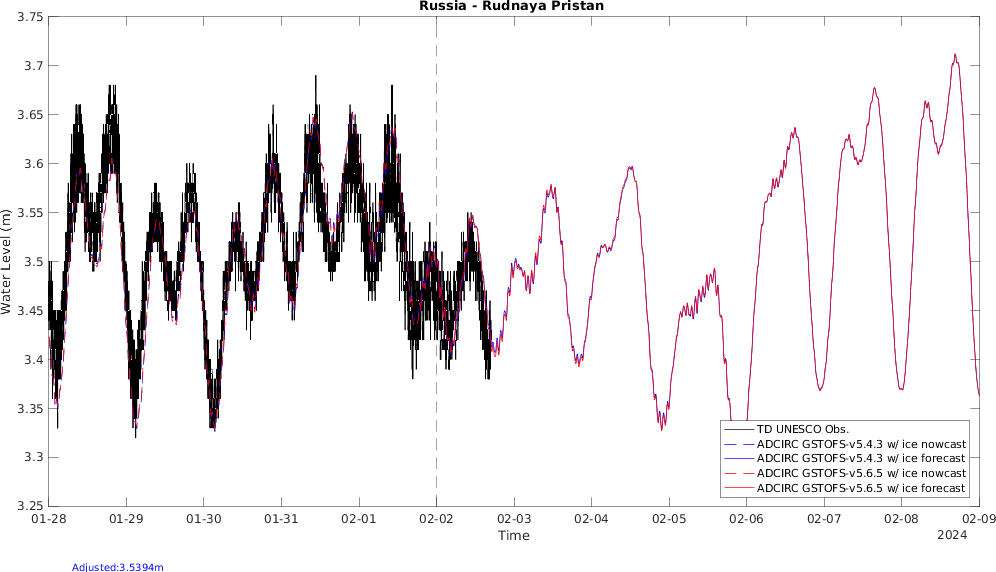 Russia - Rudnaya Pristan
3.75
3.7
3.65
3.6
3.55
3.5
3.45
3.4
3.35
3.3
3.25
Water Level (m)
TD UNESCO Obs.
ADCIRC GSTOFS-v5.4.3 w/ ice nowcast
ADCIRC GSTOFS-v5.4.3 w/ ice forecast
ADCIRC GSTOFS-v5.6.5 w/ ice nowcast
ADCIRC GSTOFS-v5.6.5 w/ ice forecast
01-28 01-29 01-30 01-31 02-01 02-02 02-03 02-04 02-05 02-06 02-07 02-08 02-09
Time 2024
Adjusted:3.5394m